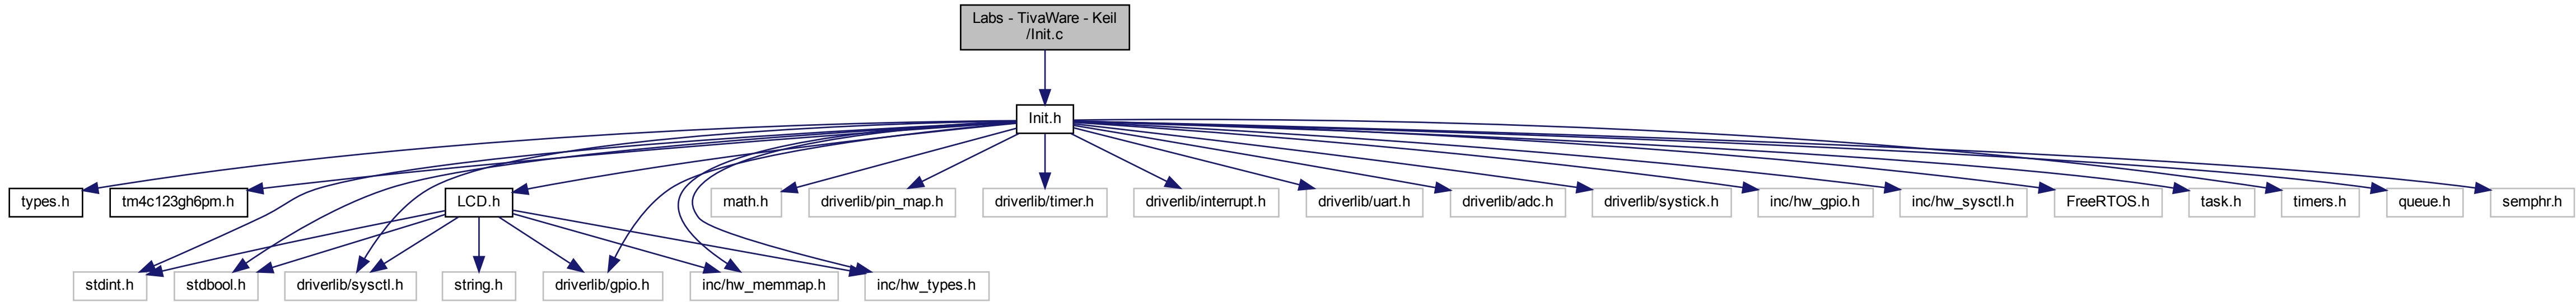 Labs - TivaWare - Keil
/Init.c
Init.h
types.h
tm4c123gh6pm.h
LCD.h
math.h
driverlib/pin_map.h
driverlib/timer.h
driverlib/interrupt.h
driverlib/uart.h
driverlib/adc.h
driverlib/systick.h
inc/hw_gpio.h
inc/hw_sysctl.h
FreeRTOS.h
task.h
timers.h
queue.h
semphr.h
stdint.h
stdbool.h
driverlib/sysctl.h
string.h
driverlib/gpio.h
inc/hw_memmap.h
inc/hw_types.h